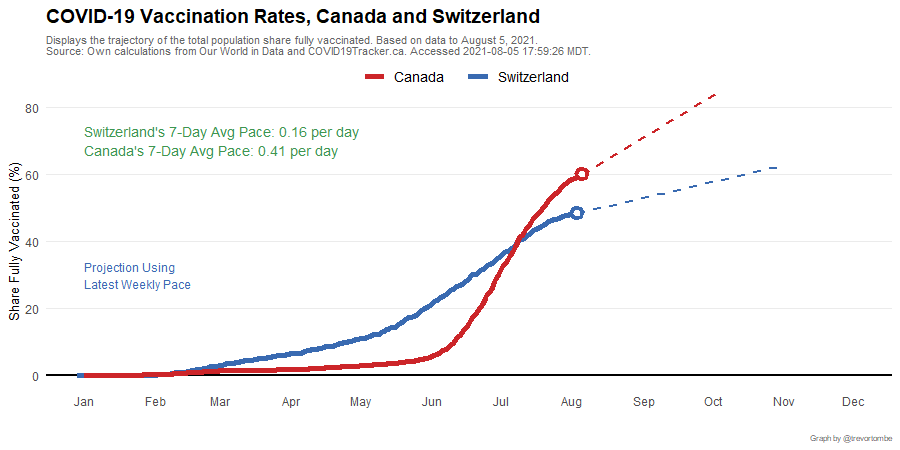 COVID-19 Vaccination Rates, Canada and Switzerland
Displays the trajectory of the total population share fully vaccinated. Based on data to August 5, 2021.
Source: Own calculations from Our World in Data and COVID19Tracker.ca. Accessed 2021-08-05 17:59:26 MDT.
Canada Switzerland
80
Switzerland's 7-Day Avg Pace: 0.16 per day
Canada's 7-Day Avg Pace: 0.41 per day
60
Share Fully Vaccinated (%)
40
Projection Using
Latest Weekly Pace
20
0
Jan Feb Mar Apr May Jun Jul Aug Sep Oct Nov Dec
Graph by @trevortombe